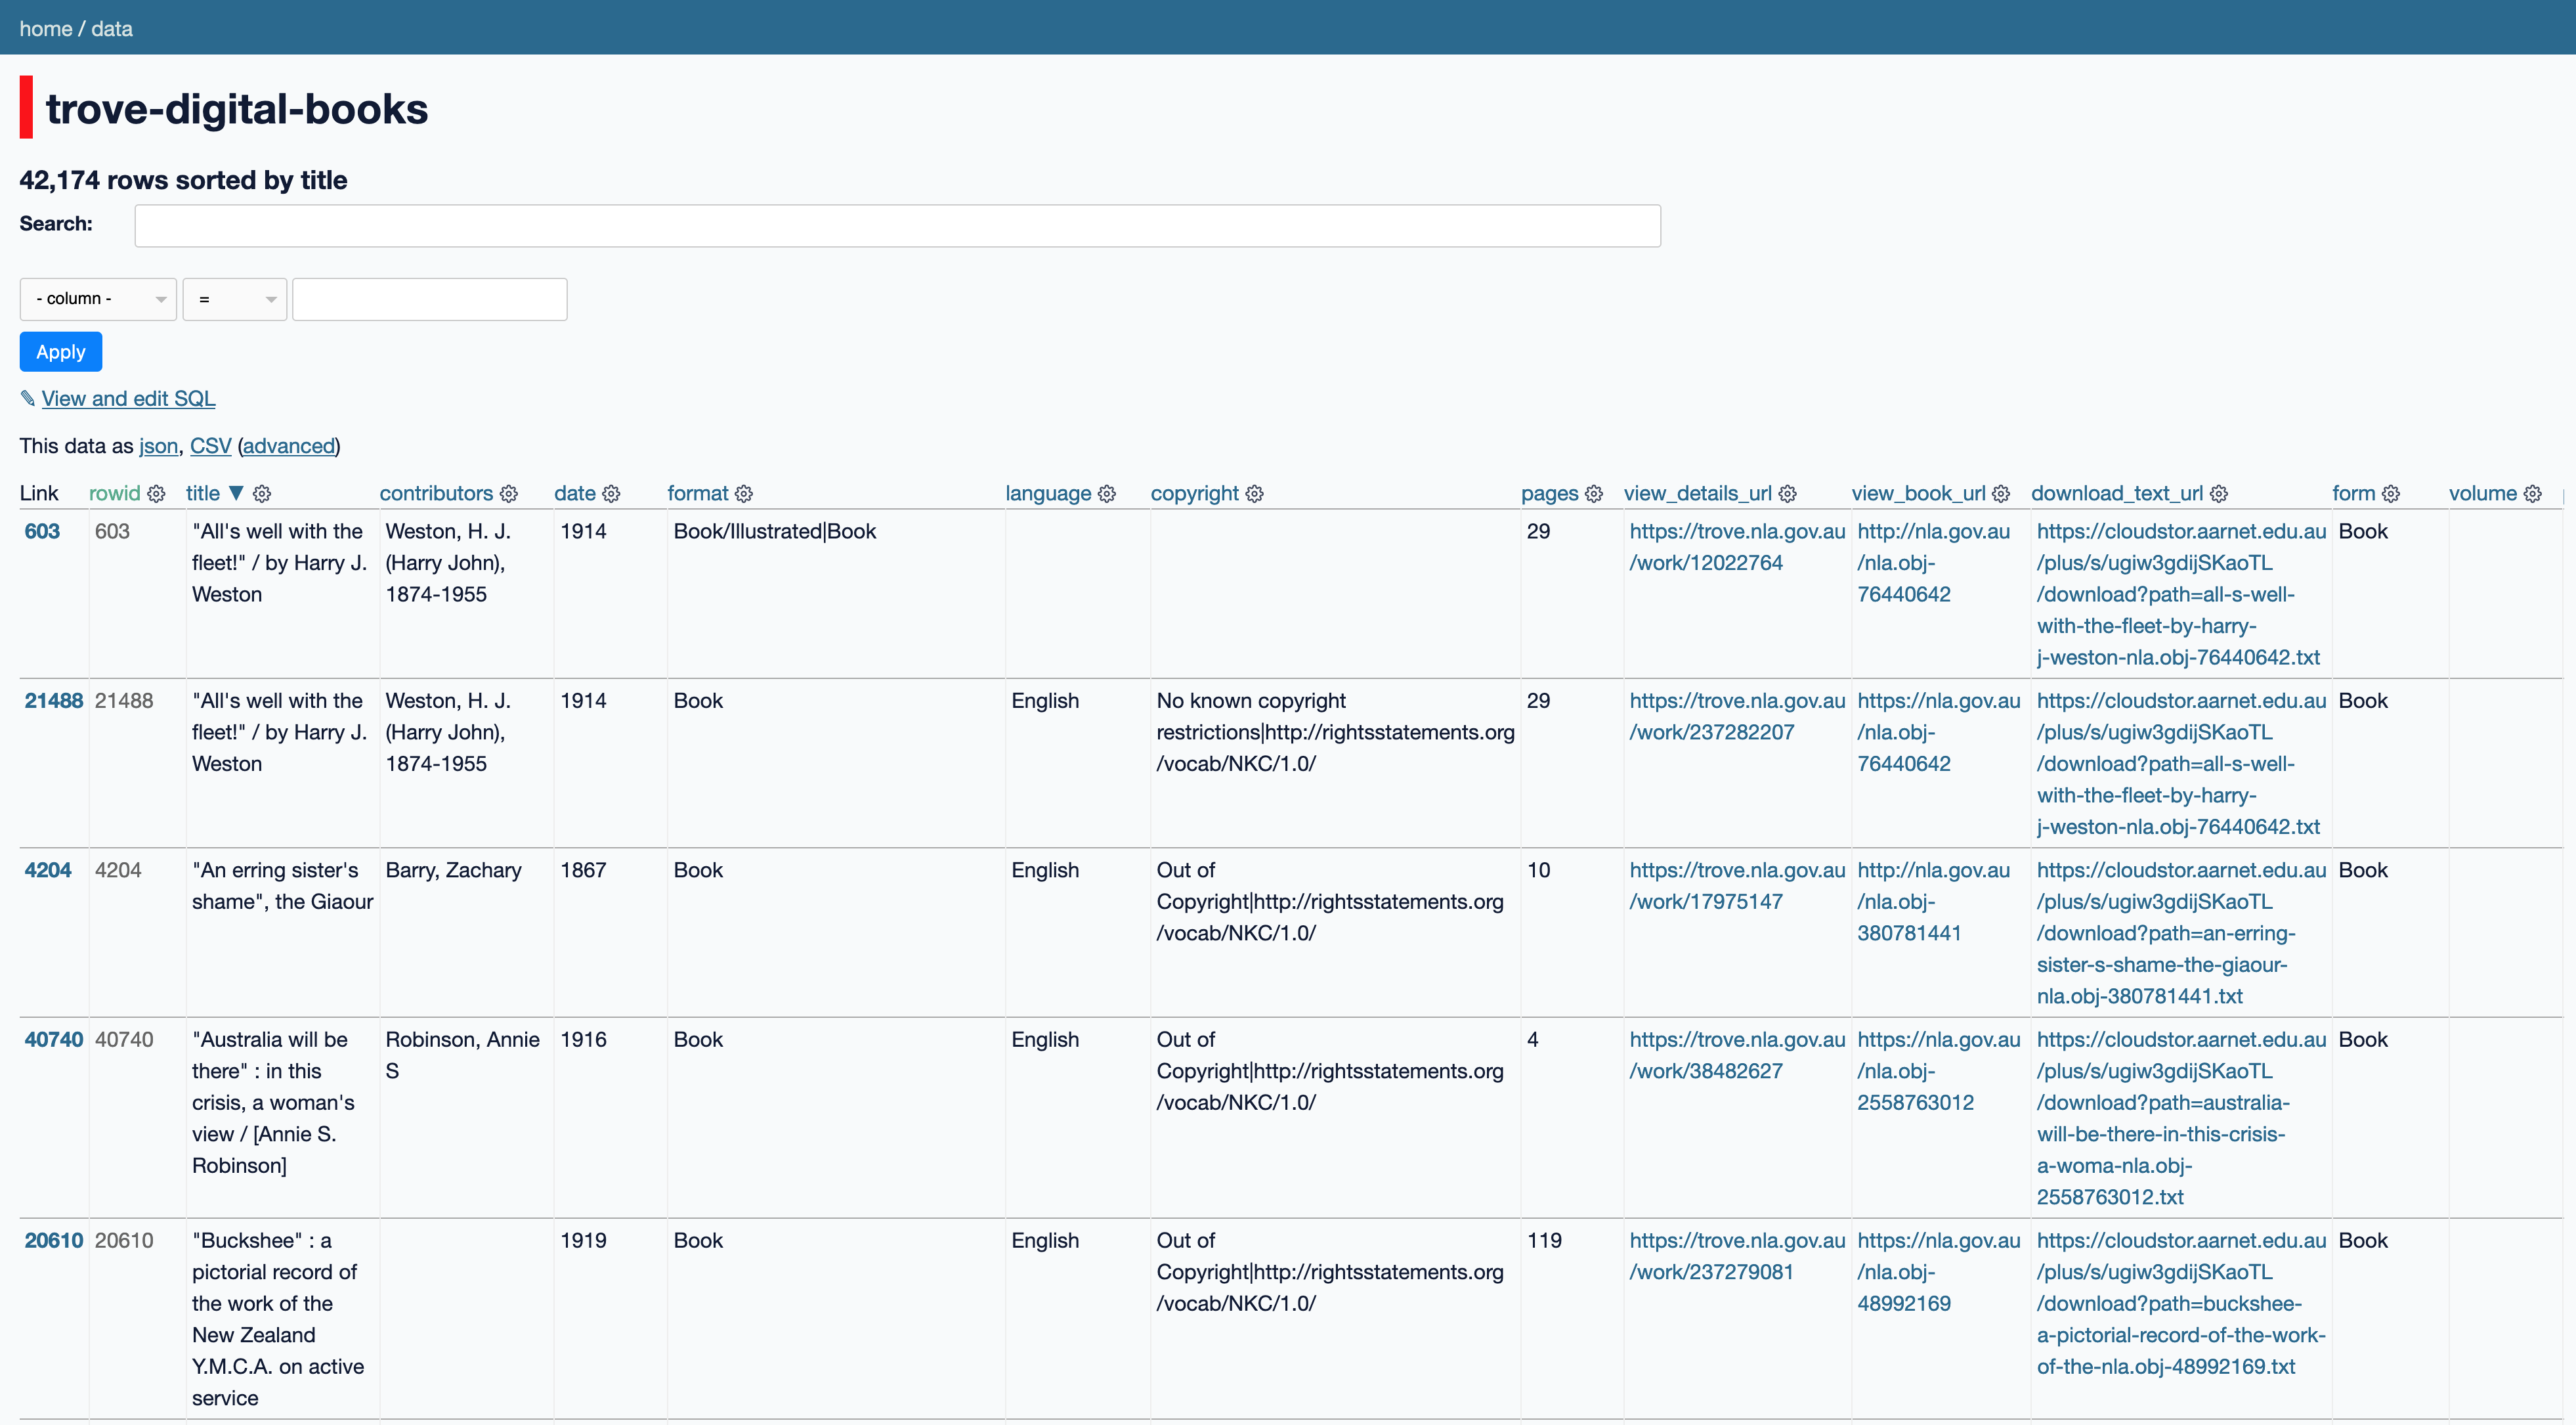 home / data
trove-digital-books
42,174 rows sorted by title
Search:
- column -
=
Apply
✎ View and edit SQL
This data as json, CSV (advanced)
Link rowid title ▼ contributors date format language copyright pages view_details_url view_book_url download_text_url form volume
603 603 "All's well with the Weston, H. J. 1914 Book/Illustrated|Book 29 https://trove.nla.gov.au http://nla.gov.au https://cloudstor.aarnet.edu.au Book
fleet!" / by Harry J. (Harry John), /work/12022764 /nla.obj- /plus/s/ugiw3gdijSKaoTL
Weston 1874-1955 76440642 /download?path=all-s-well-
with-the-fleet-by-harry-
j-weston-nla.obj-76440642.txt
21488 21488 "All's well with the Weston, H. J. 1914 Book English No known copyright 29 https://trove.nla.gov.au https://nla.gov.au https://cloudstor.aarnet.edu.au Book
fleet!" / by Harry J. (Harry John), restrictions|http://rightsstatements.org /work/237282207 /nla.obj- /plus/s/ugiw3gdijSKaoTL
Weston 1874-1955 /vocab/NKC/1.0/ 76440642 /download?path=all-s-well-
with-the-fleet-by-harry-
j-weston-nla.obj-76440642.txt
4204 4204 "An erring sister's Barry, Zachary 1867 Book English Out of 10 https://trove.nla.gov.au http://nla.gov.au https://cloudstor.aarnet.edu.au Book
shame", the Giaour Copyright|http://rightsstatements.org /work/17975147 /nla.obj- /plus/s/ugiw3gdijSKaoTL
/vocab/NKC/1.0/ 380781441 /download?path=an-erring-
sister-s-shame-the-giaour-
nla.obj-380781441.txt
40740 40740 "Australia will be Robinson, Annie 1916 Book English Out of 4 https://trove.nla.gov.au https://nla.gov.au https://cloudstor.aarnet.edu.au Book
there" : in this S Copyright|http://rightsstatements.org /work/38482627 /nla.obj- /plus/s/ugiw3gdijSKaoTL
crisis, a woman's /vocab/NKC/1.0/ 2558763012 /download?path=australia-
view / [Annie S. will-be-there-in-this-crisis-
Robinson] a-woma-nla.obj-
2558763012.txt
20610 20610 "Buckshee" : a 1919 Book English Out of 119 https://trove.nla.gov.au https://nla.gov.au https://cloudstor.aarnet.edu.au Book
pictorial record of Copyright|http://rightsstatements.org /work/237279081 /nla.obj- /plus/s/ugiw3gdijSKaoTL
the work of the /vocab/NKC/1.0/ 48992169 /download?path=buckshee-
New Zealand a-pictorial-record-of-the-work-
Y.M.C.A. on active of-the-nla.obj-48992169.txt
service